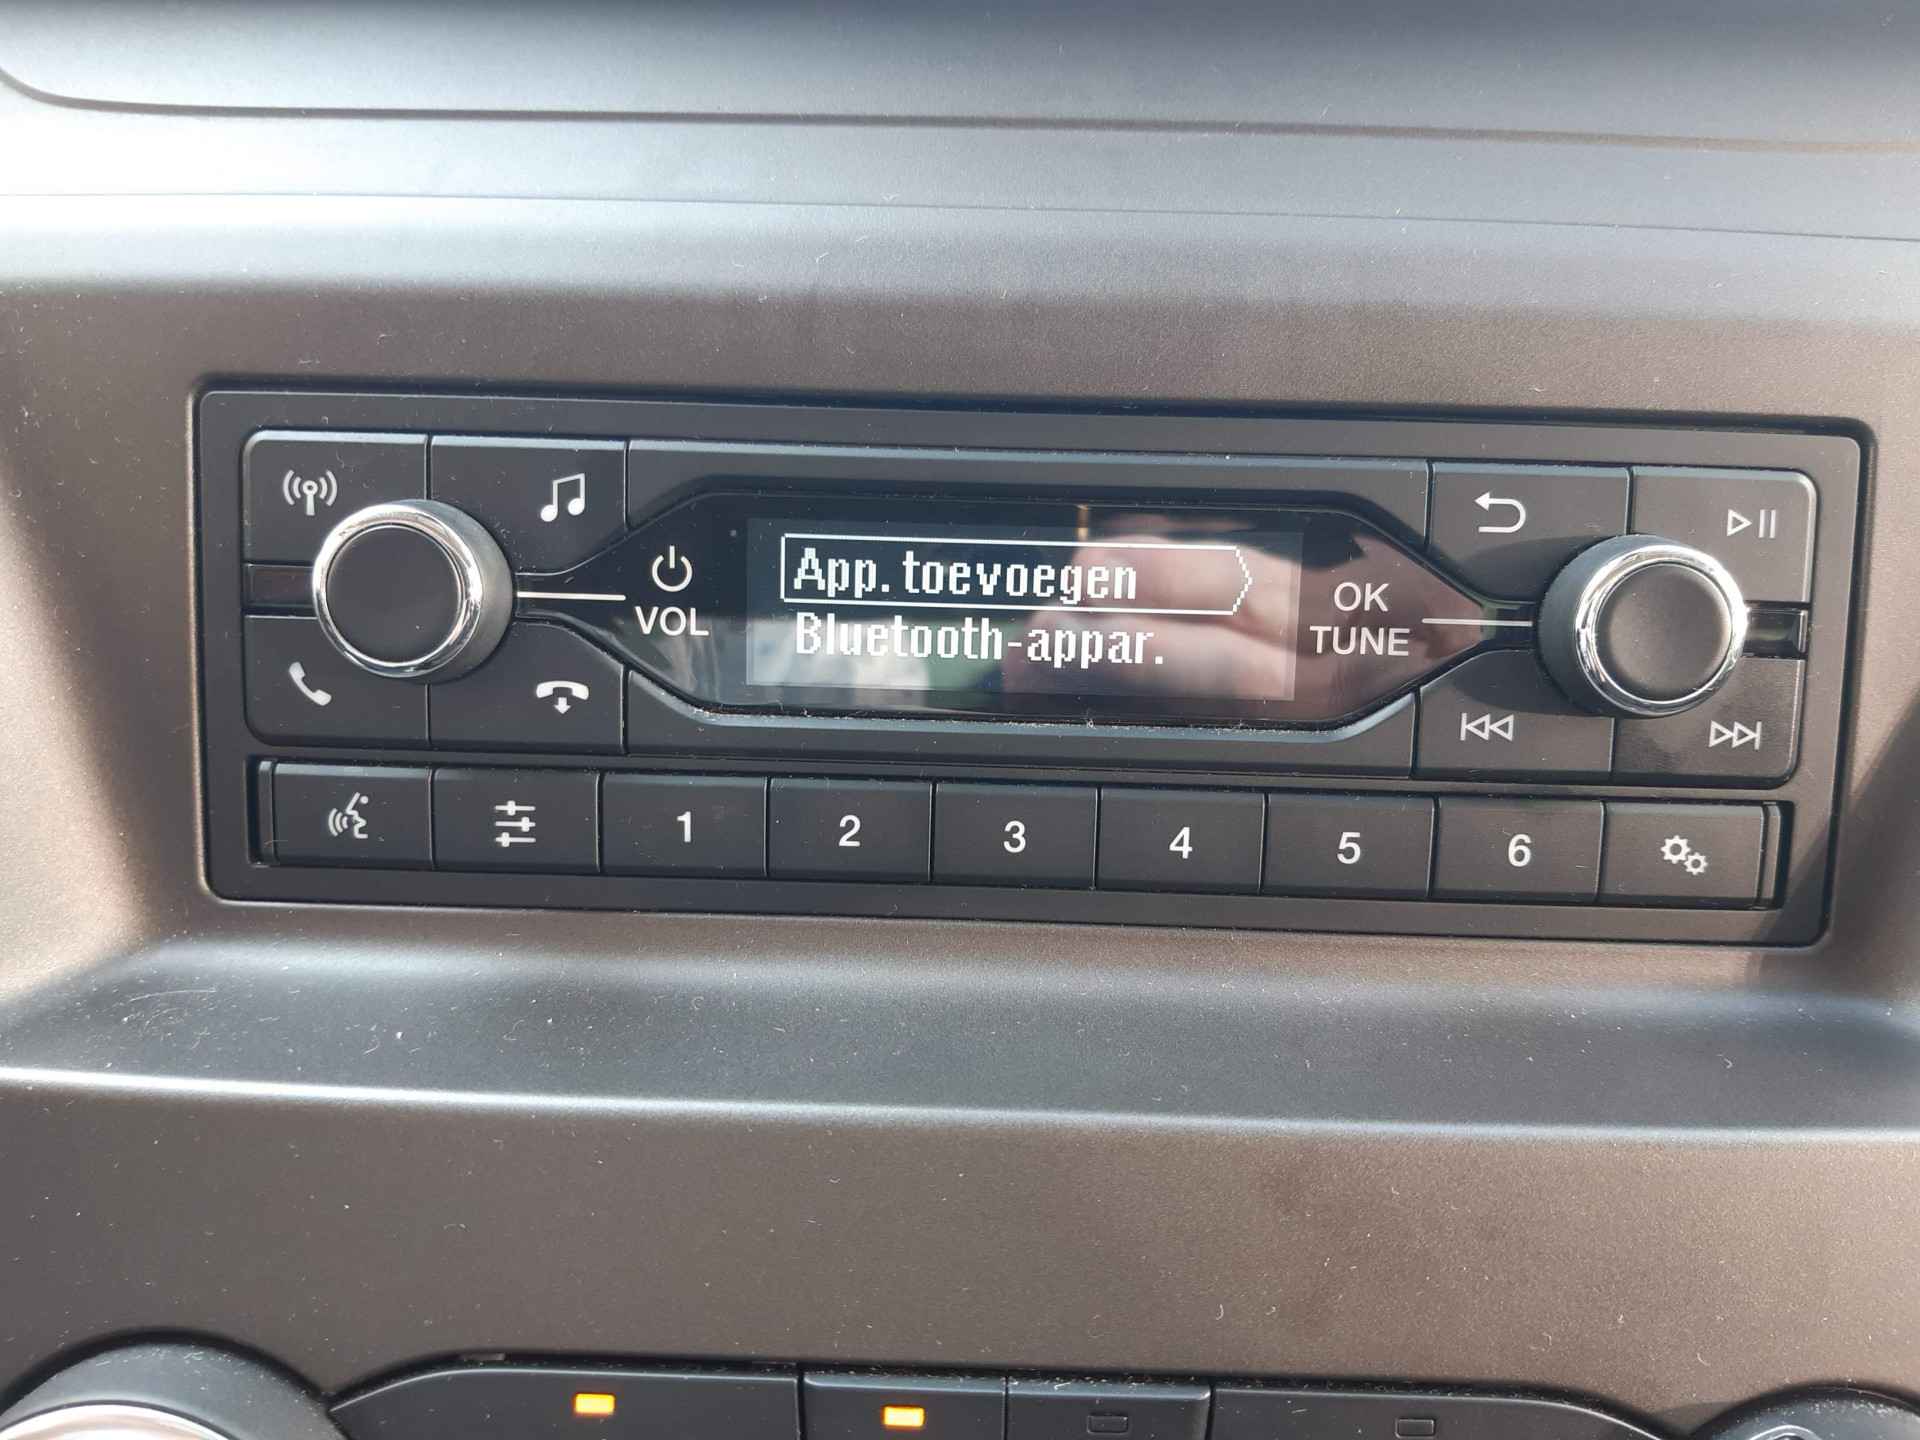 App. toevoegen
Bluetooth-appar.
VOL
OK
TUNE
1 2 3 4 5 6